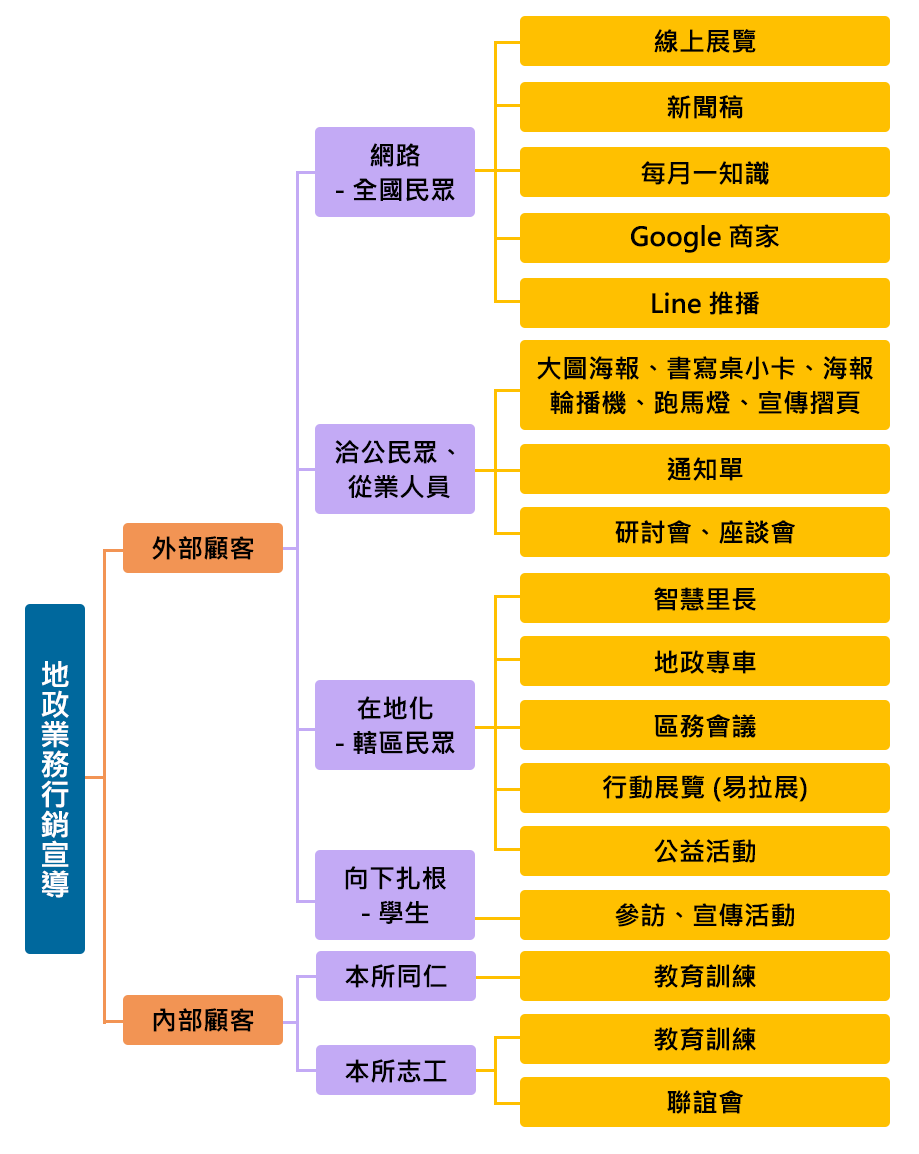 地政業務行銷宣導
外部顧客
網路
- 全國民眾
線上展覽
新聞稿
每月一知識
Google 商家
Line 推播
洽公民眾、
從業人員
大圖海報、書寫桌小卡、海報
輪播機、跑馬燈、宣傳摺頁
通知單
研討會、座談會
在地化
- 轄區民眾
智慧里長
地政專車
區務會議
行動展覽 (易拉展)
公益活動
向下扎根
- 學生
參訪、宣傳活動
內部顧客
本所同仁
教育訓練
本所志工
教育訓練
聯誼會